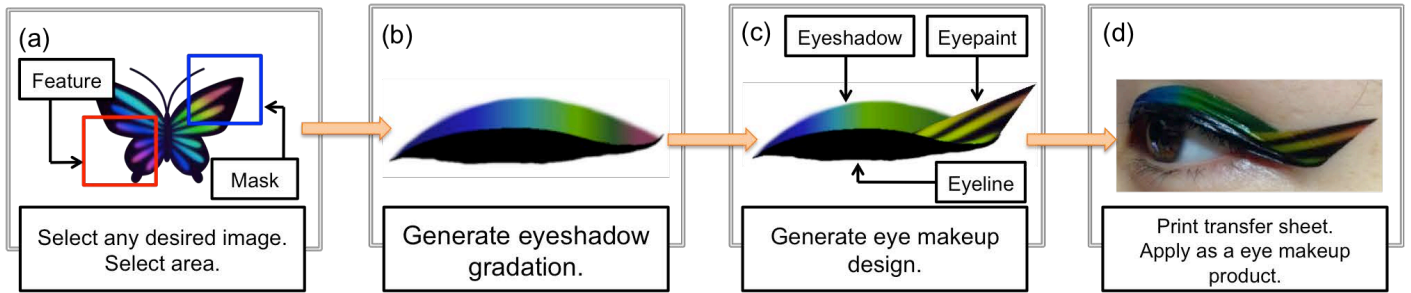 (a)
Feature
Mask
Select any desired image.
Select area.
(b)
Generate eyeshadow
gradation.
(c)
Eyeshadow
Eyepaint
Eyeline
Generate eye makeup
design.
(d)
Print transfer sheet.
Apply as a eye makeup
product.